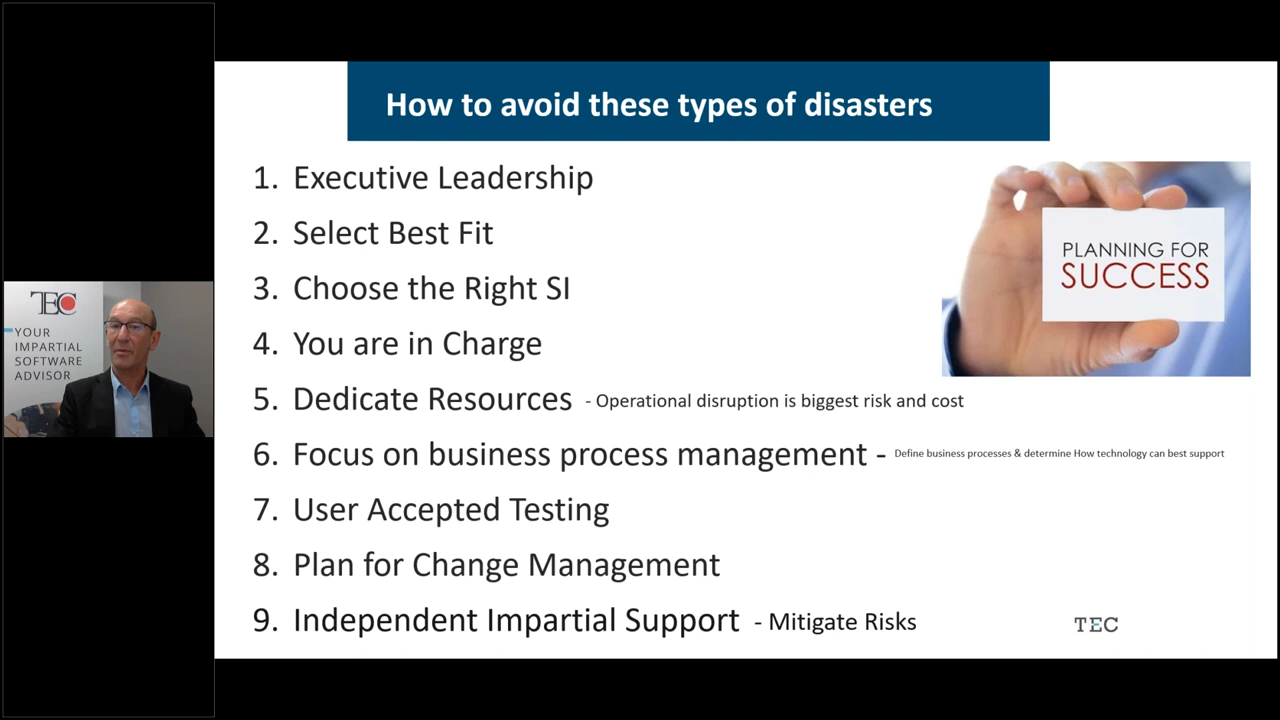 How to avoid these types of disasters
1. Executive Leadership
2. Select Best Fit
3. Choose the Right SI
4. You are in Charge
5. Dedicate Resources - Operational disruption is biggest risk and cost
6. Focus on business process management - Define business processes & determine How technology can best support
7. User Accepted Testing
8. Plan for Change Management
9. Independent Impartial Support - Mitigate Risks
PLANNING FOR
SUCCESS
TEC
TEC
YOUR
IMPARTIAL
SOFTWARE
ADVISOR